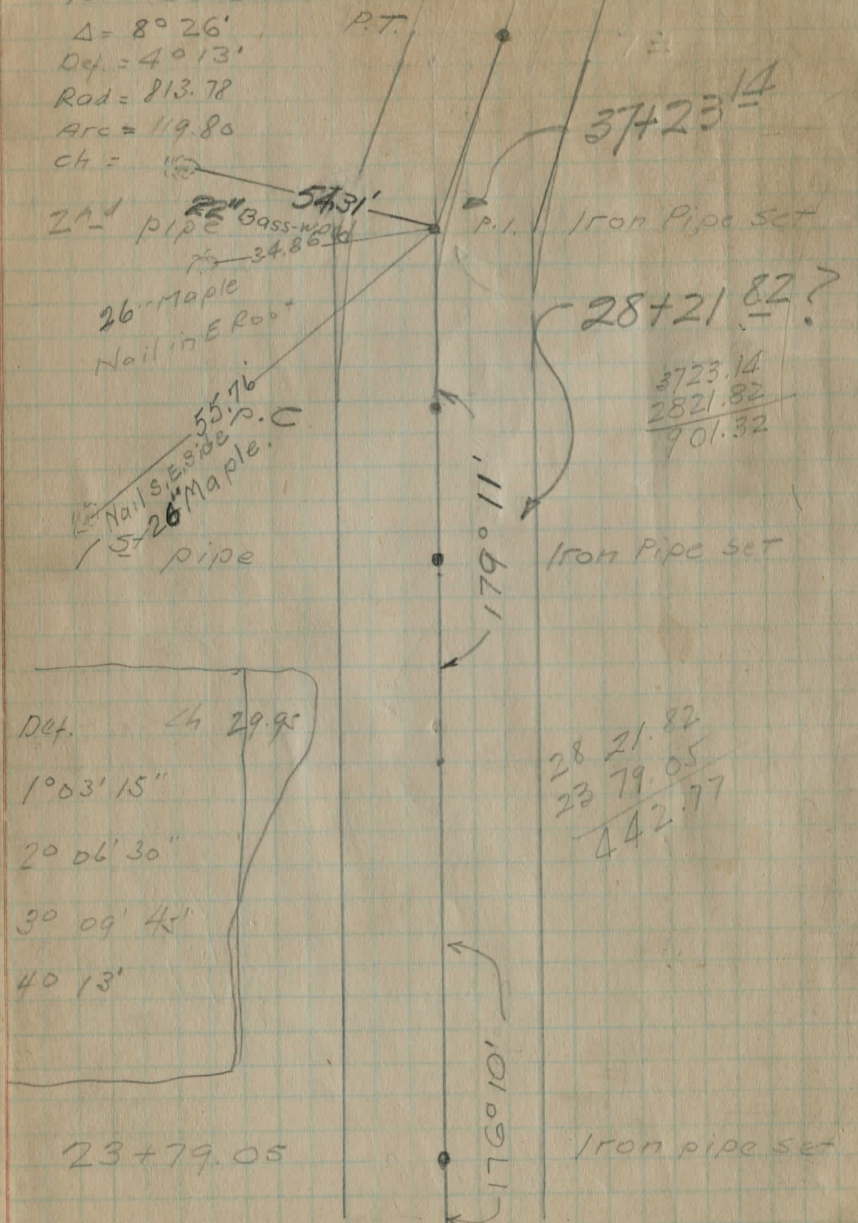 Δ = 8° 26'
Def. = 4° 13'
Rad = 813.78
Arc = 119.80
ch =
P.T.
37+23 14
54.31'
22" Bass-wood
2nd pipe
34.86
P.I.
Iron Pipe set
26" Maple
Nail in E Root
28+21 .82 ?
3723.14
2821.82
901.32
55.76
P.C
Nail S.E. Side
26" Maple.
1st pipe
179° 11'
Iron Pipe set
Def. Ch 29.95
1° 03' 15"
2° 06' 30"
3° 09' 45"
4° 13'
28 21.82
23 79.05
442.77
179° 10'
23+79.05
Iron pipe set